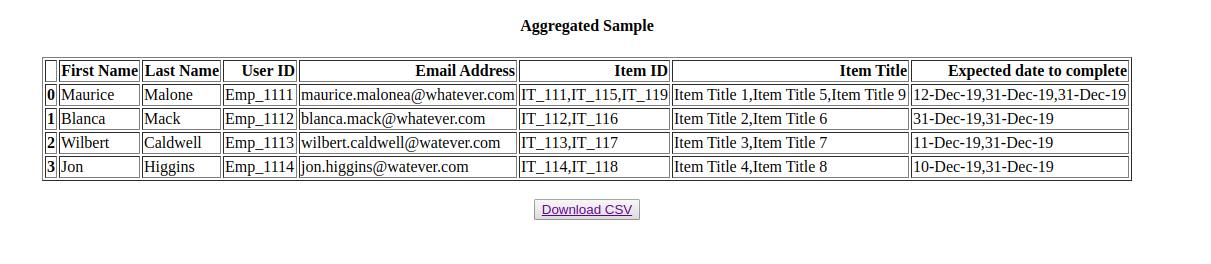 Aggregated Sample
First Name Last Name User ID Email Address Item ID Item Title Expected date to complete
0 Maurice Malone Emp_1111 maurice.malonea@whatever.com IT_111,IT_115,IT_119 Item Title 1,Item Title 5,Item Title 9 12-Dec-19,31-Dec-19,31-Dec-19
1 Blanca Mack Emp_1112 blanca.mack@whatever.com IT_112,IT_116 Item Title 2,Item Title 6 31-Dec-19,31-Dec-19
2 Wilbert Caldwell Emp_1113 wilbert.caldwell@watever.com IT_113,IT_117 Item Title 3,Item Title 7 11-Dec-19,31-Dec-19
3 Jon Higgins Emp_1114 jon.higgins@watever.com IT_114,IT_118 Item Title 4,Item Title 8 10-Dec-19,31-Dec-19
Download CSV